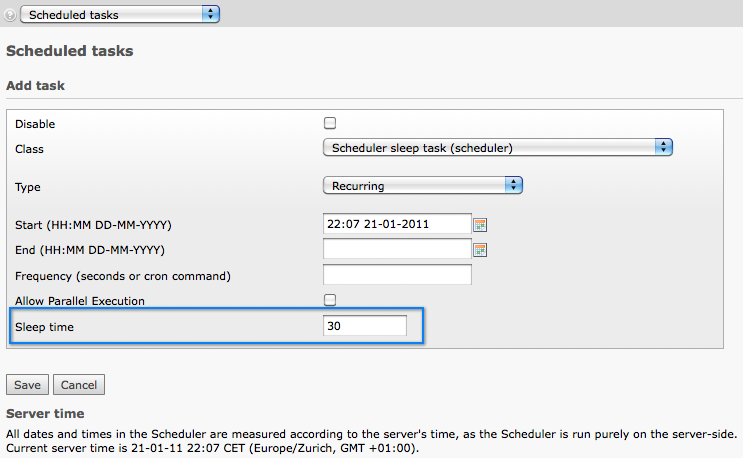 Scheduled tasks
Scheduled tasks
Add task
Disable
Class Scheduler sleep task (scheduler)
Type Recurring
Start (HH:MM DD-MM-YYYY) 22:07 21-01-2011
End (HH:MM DD-MM-YYYY)
Frequency (seconds or cron command)
Allow Parallel Execution
Sleep time 30
Save Cancel
Server time
All dates and times in the Scheduler are measured according to the server's time, as the Scheduler is run purely on the server-side.
Current server time is 21-01-11 22:07 CET (Europe/Zurich, GMT +01:00).